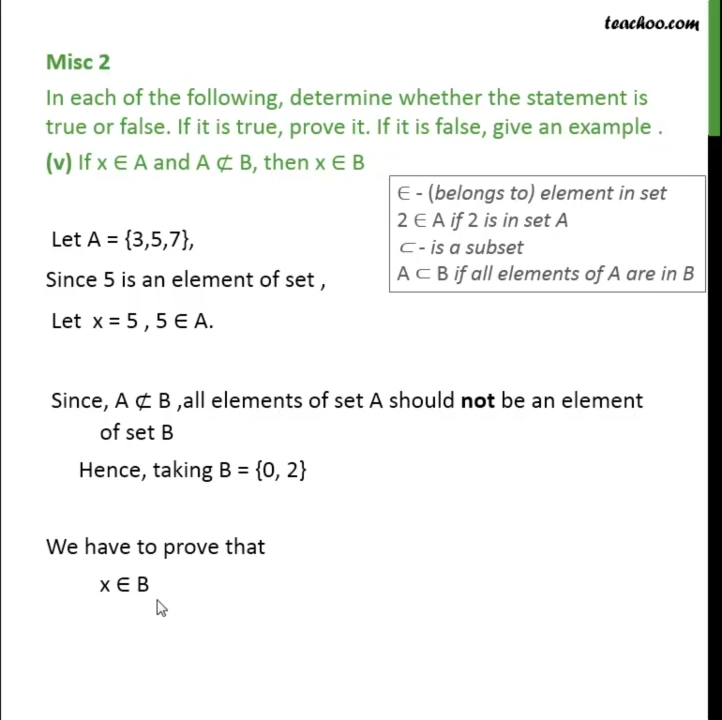 teachoo.com
Misc 2
In each of the following, determine whether the statement is
true or false. If it is true, prove it. If it is false, give an example .
(v) If x ∈ A and A ⊄ B, then x ∈ B
∈ - (belongs to) element in set
2 ∈ A if 2 is in set A
⊂ - is a subset
A ⊂ B if all elements of A are in B
Let A = {3,5,7},
Since 5 is an element of set ,
Let x = 5 , 5 ∈ A.
Since, A ⊄ B ,all elements of set A should not be an element
of set B
Hence, taking B = {0, 2}
We have to prove that
x ∈ B